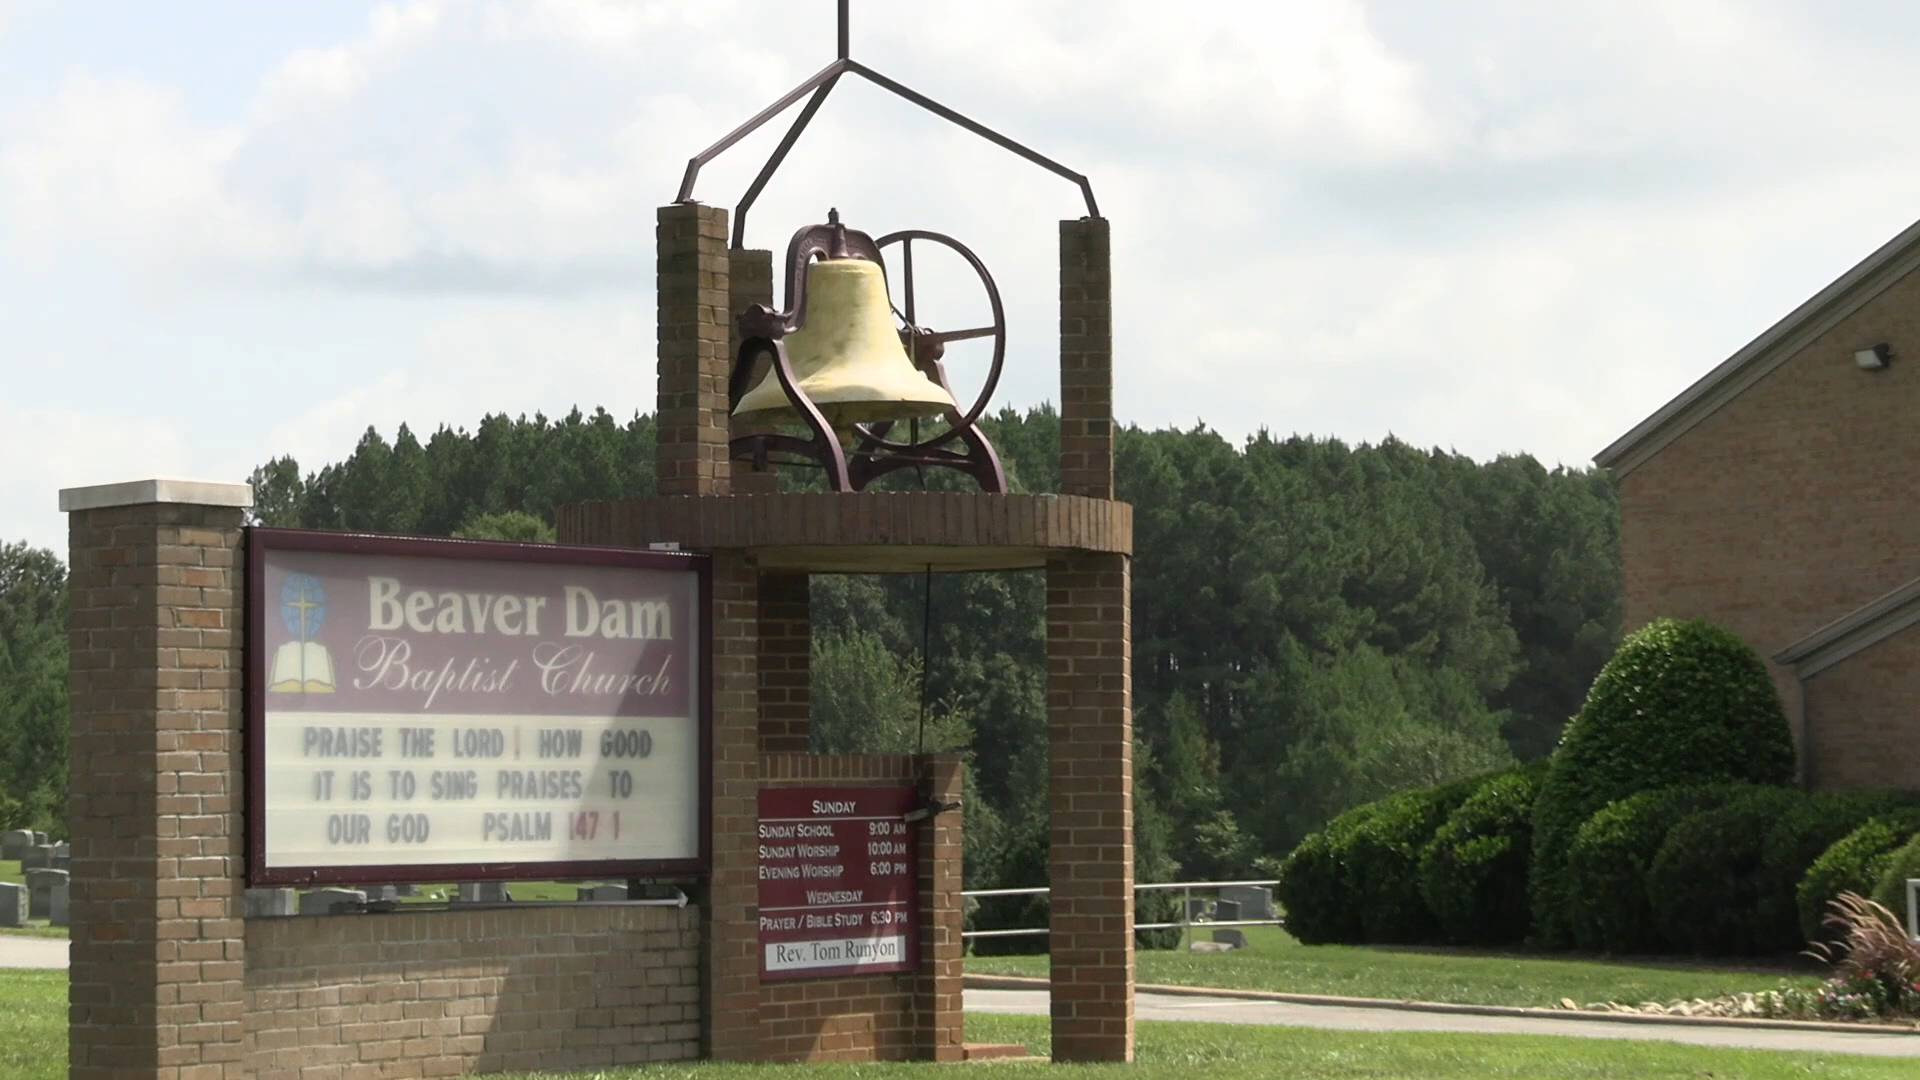 Beaver Dam
Baptist Church
PRAISE THE LORD! HOW GOOD
IT IS TO SING PRAISES TO
OUR GOD PSALM 147 1
SUNDAY
SUNDAY SCHOOL 9:00 AM
SUNDAY WORSHIP 10:00 AM
EVENING WORSHIP 6:00 PM
WEDNESDAY
PRAYER / BIBLE STUDY 6:30 PM
Rev. Tom Runyon